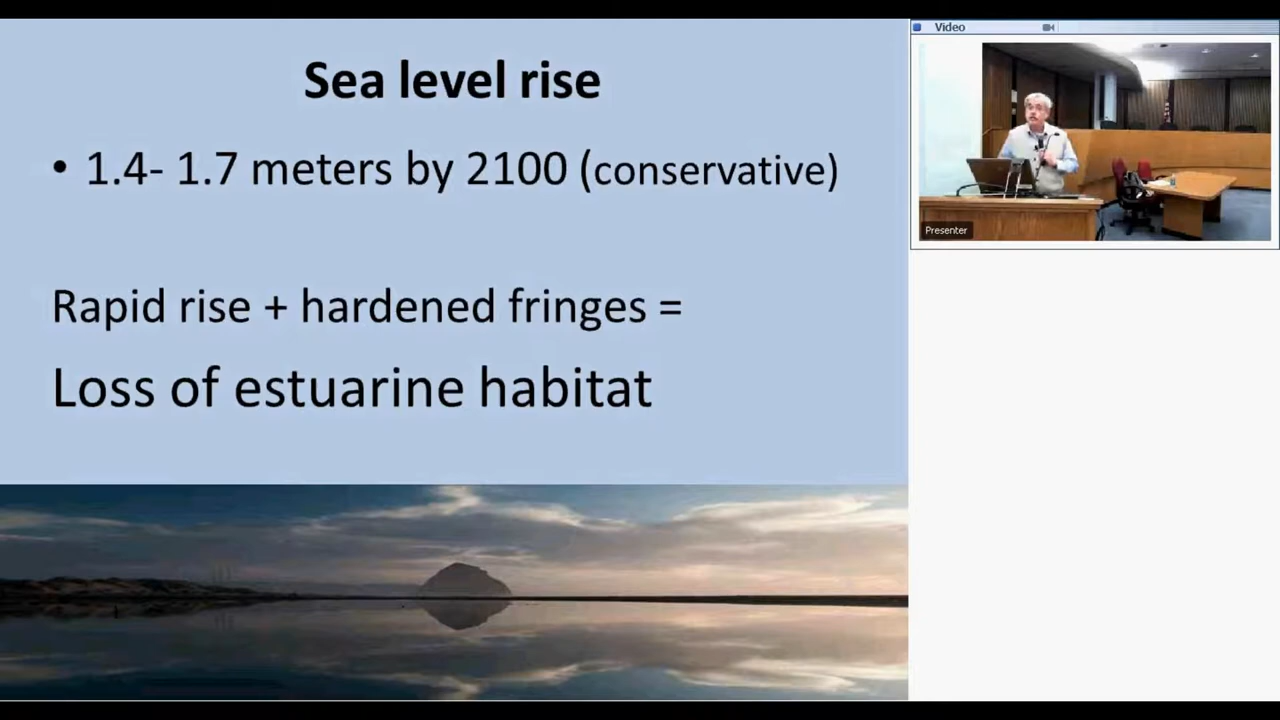 Sea level rise
• 1.4- 1.7 meters by 2100 (conservative)
Rapid rise + hardened fringes =
Loss of estuarine habitat
Video
Presenter